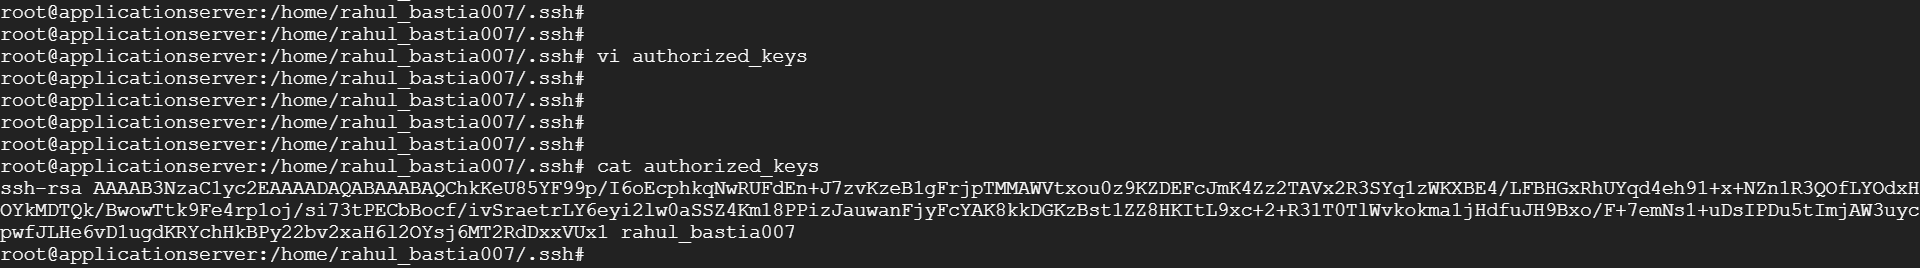 root@applicationserver:/home/rahul_bastia007/.ssh#
root@applicationserver:/home/rahul_bastia007/.ssh#
root@applicationserver:/home/rahul_bastia007/.ssh# vi authorized_keys
root@applicationserver:/home/rahul_bastia007/.ssh#
root@applicationserver:/home/rahul_bastia007/.ssh#
root@applicationserver:/home/rahul_bastia007/.ssh#
root@applicationserver:/home/rahul_bastia007/.ssh#
root@applicationserver:/home/rahul_bastia007/.ssh# cat authorized_keys
ssh-rsa AAAAB3NzaC1yc2EAAAADAQABAAABAQChkKeU85YF99p/I6oEcphkqNwRUFdEn+J7zvKzeB1gFrjpTMMAWVtxou0z9KZDEFcJmK4Zz2TAVx2R3SYq1zWKXBE4/LFBHGxRhUYqd4eh91+x+NZn1R3QOfLYOdxH
OYkMDTQk/BwowTtk9Fe4rp1oj/si73tPECbBocf/ivSraetrLY6eyi2lw0aSSZ4Km18PPizJauwanFjyFcYAK8kkDGKzBst1ZZ8HKItL9xc+2+R31T0TlWvkokma1jHdfuJH9Bxo/F+7emNs1+uDsIPDu5tImjAW3uyc
pwfJLHe6vD1ugdKRYchHkBPy22bv2xaH6l2OYsj6MT2RdDxxVUx1 rahul_bastia007
root@applicationserver:/home/rahul_bastia007/.ssh#